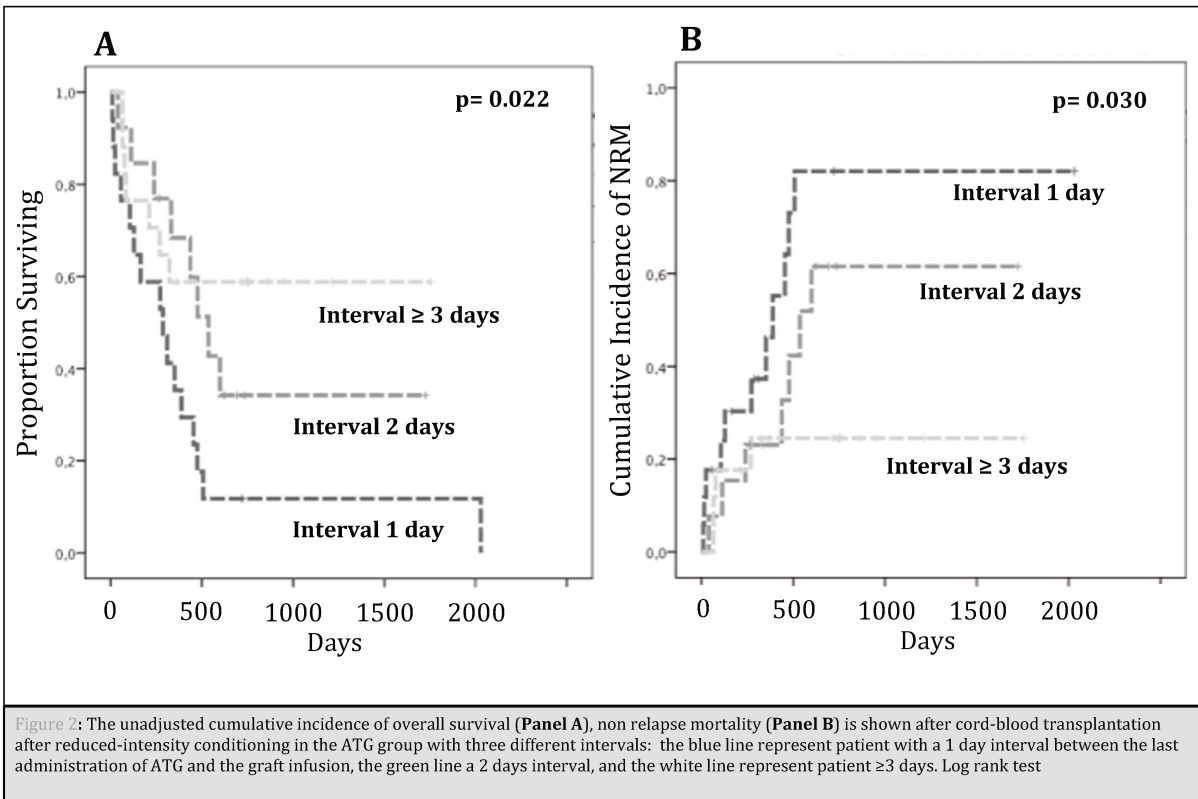 A
p= 0.022
Proportion Surviving
1,0
0,8
0,6
0,4
0,2
0,0
Interval ≥ 3 days
Interval 2 days
Interval 1 day
0 500 1000 1500 2000
Days
B
p= 0.030
Cumulative Incidence of NRM
1,0
0,8
0,6
0,4
0,2
0,0
Interval 1 day
Interval 2 days
Interval ≥ 3 days
0 500 1000 1500 2000
Days
Figure 2: The unadjusted cumulative incidence of overall survival (Panel A), non relapse mortality (Panel B) is shown after cord-blood transplantation
after reduced-intensity conditioning in the ATG group with three different intervals: the blue line represent patient with a 1 day interval between the last
administration of ATG and the graft infusion, the green line a 2 days interval, and the white line represent patient ≥3 days. Log rank test